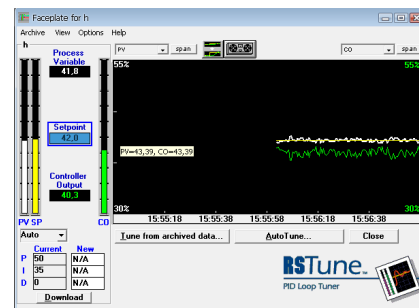 Faceplate for h
Archive View Options Help
h
Process
Variable
41,8
Setpoint
42,0
Controller
Output
40,3
PV SP CO
Auto
Current New
P 50 N/A
I 35 N/A
D 0 N/A
Download
PV span CO span
55% 55%
PV=43,39, CO=43,39
30% 30%
15:55:18 15:55:38 15:55:58 15:56:18 15:56:38
Tune from archived data... AutoTune... Close
RSTune.
PID Loop Tuner